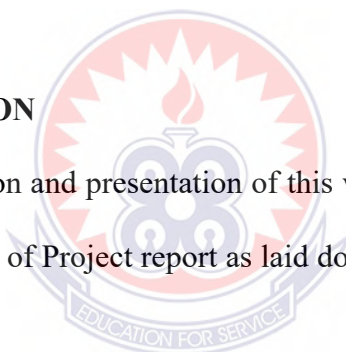 ON
on and presentation of this v
of Project report as laid do
EDUCATION FOR SERVICE